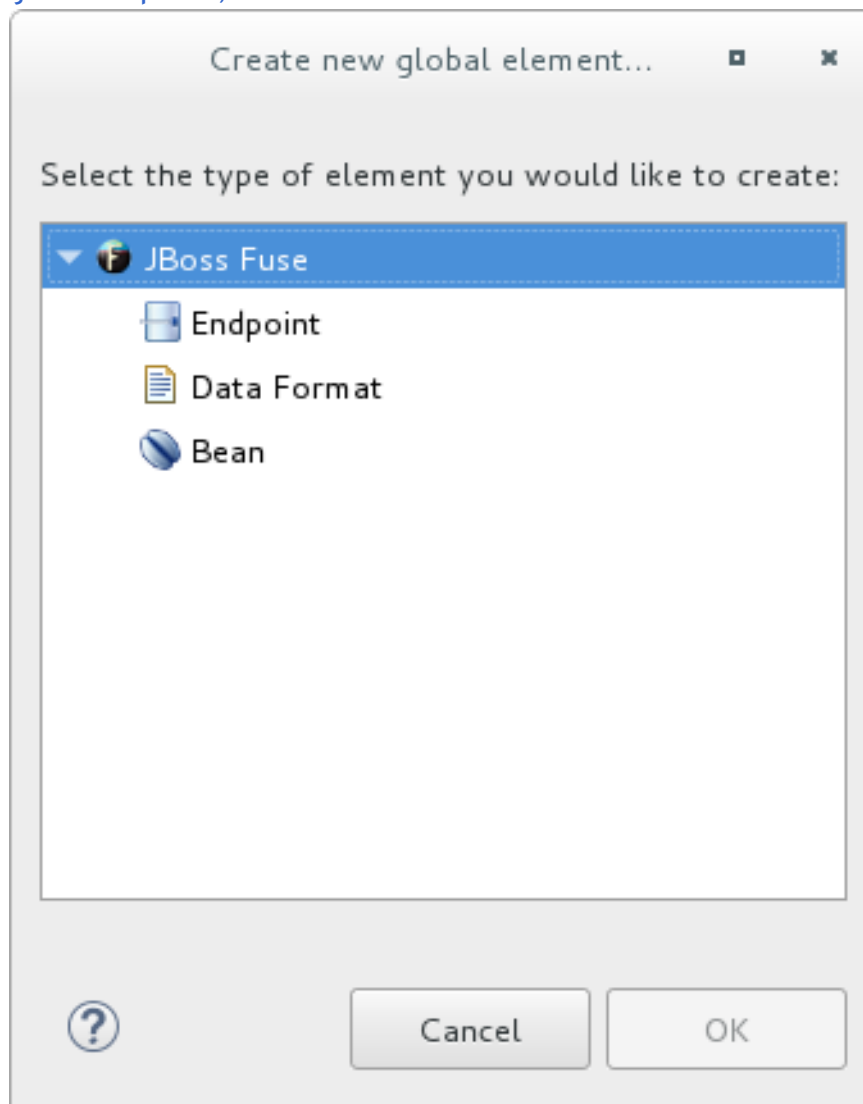 Create new global element...
Select the type of element you would like to create:
JBoss Fuse
Endpoint
Data Format
Bean
?
Cancel
OK